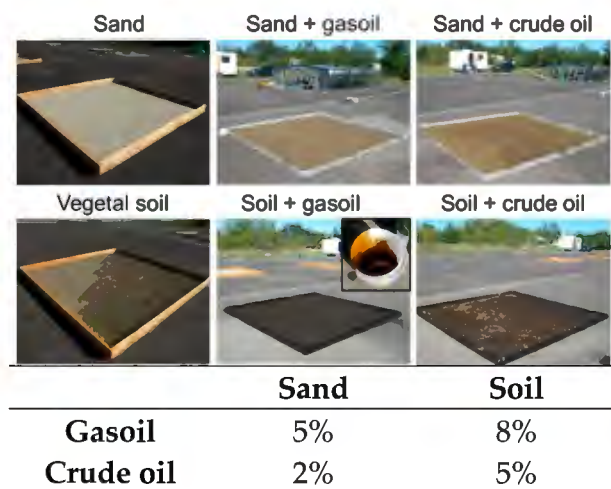 Sand Sand + gasoil Sand + crude oil
Vegetal soil Soil + gasoil Soil + crude oil
Sand Soil
Gasoil 5% 8%
Crude oil 2% 5%